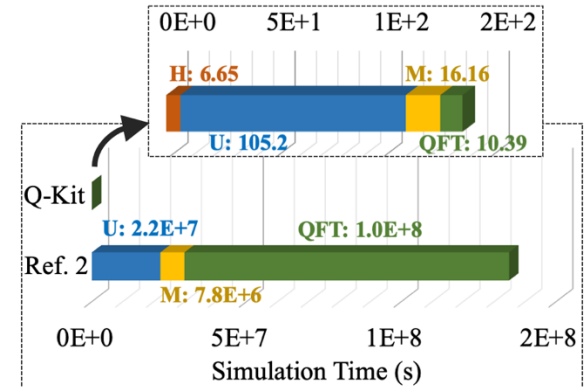 0E+0 5E+1 1E+2 2E+2
H: 6.65 M: 16.16
U: 105.2 QFT: 10.39
Q-Kit
U: 2.2E+7 QFT: 1.0E+8
Ref. 2
M: 7.8E+6
0E+0 5E+7 1E+8 2E+8
Simulation Time (s)